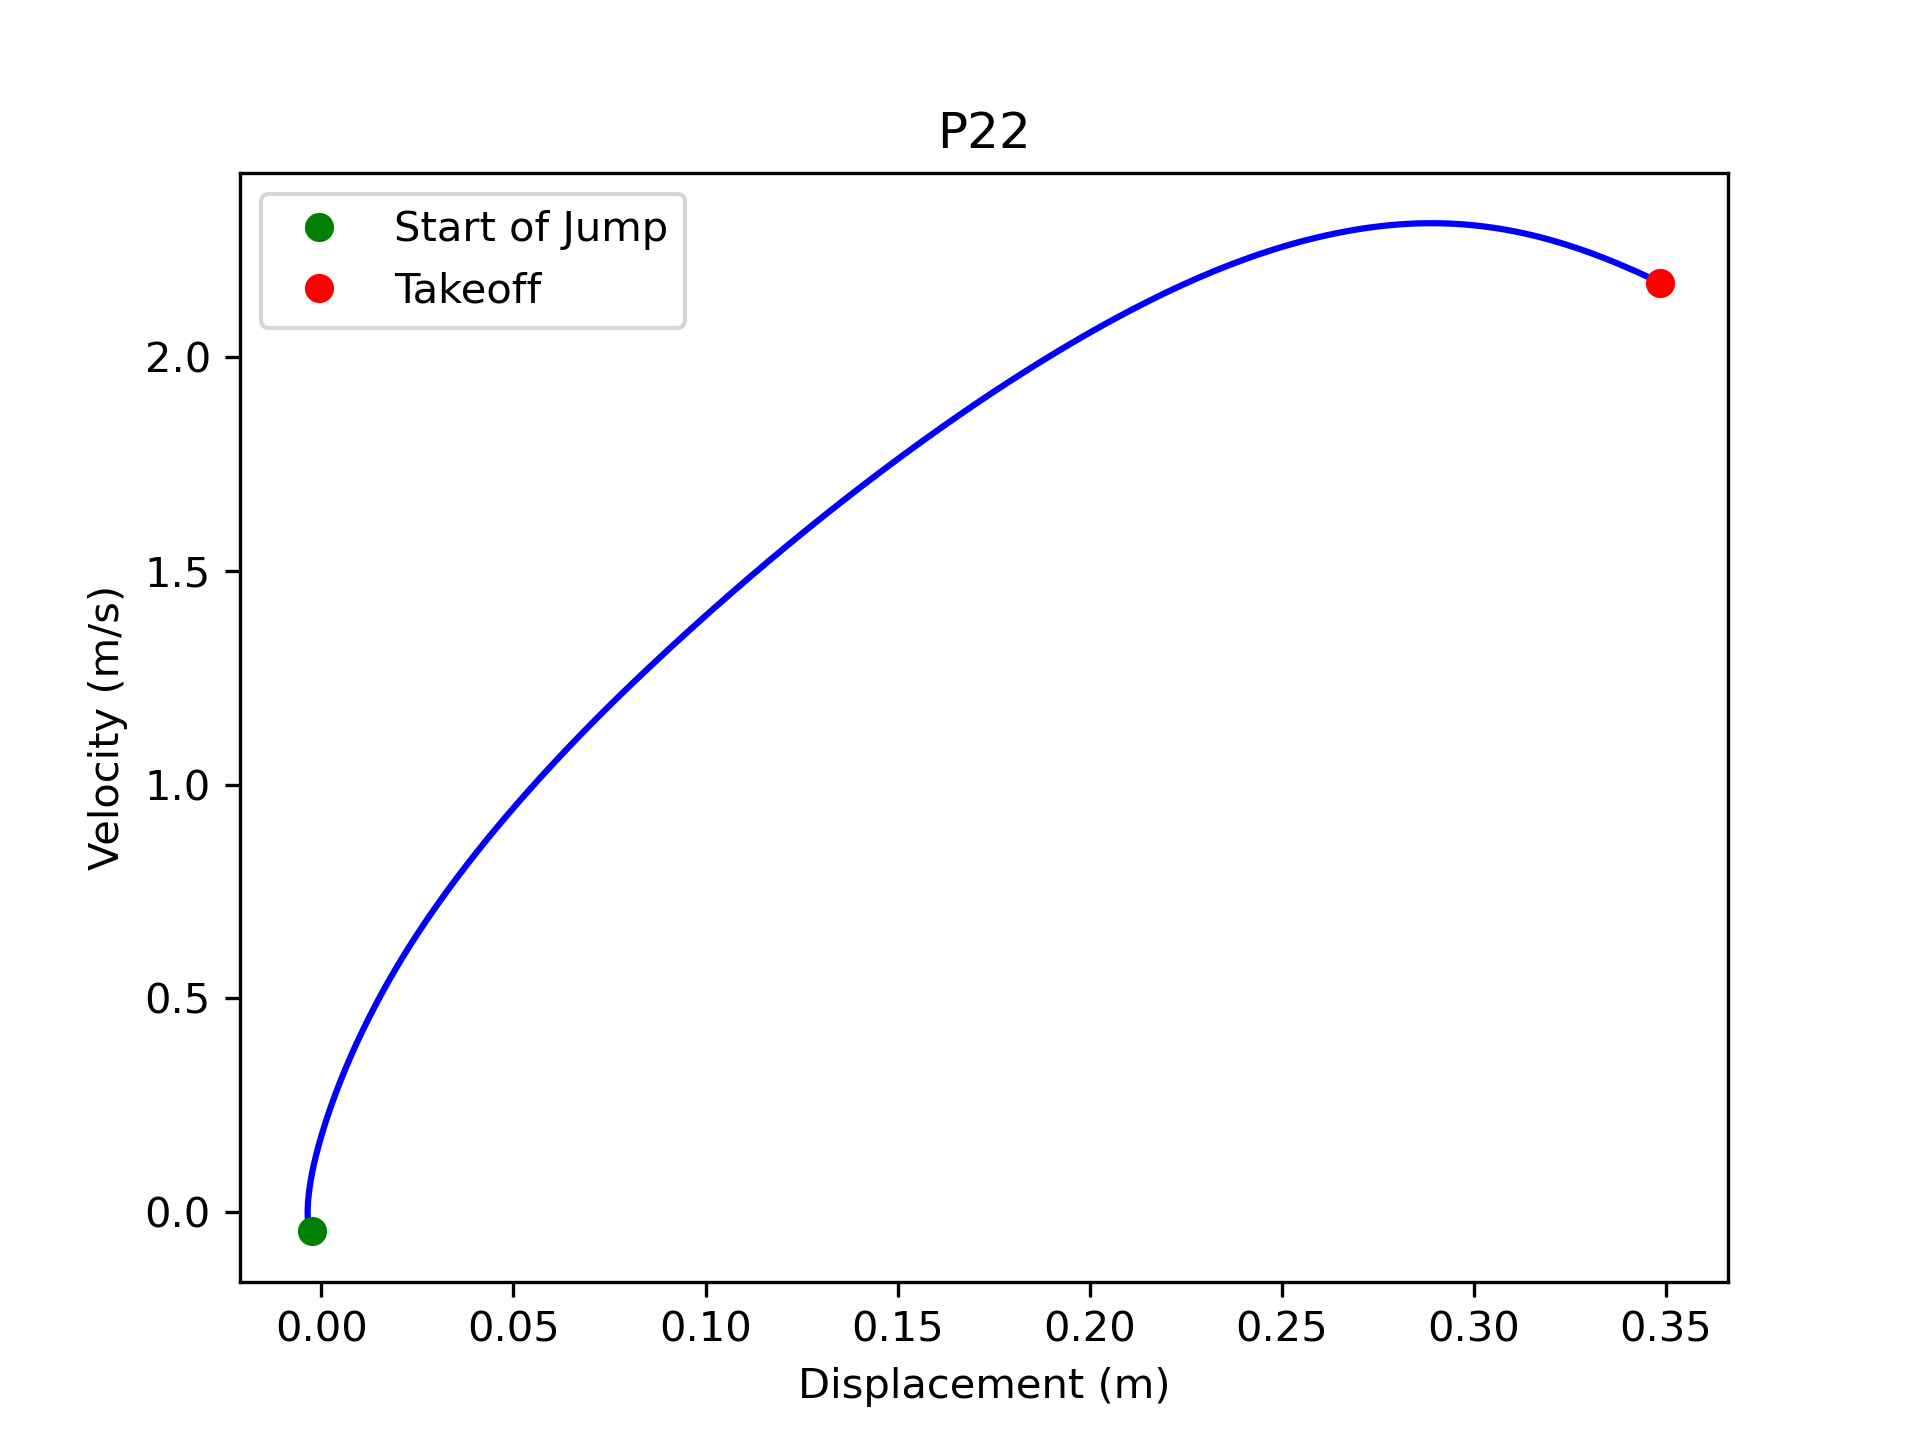 P22
Start of Jump
Takeoff
Velocity (m/s)
2.0
1.5
1.0
0.5
0.0
0.00 0.05 0.10 0.15 0.20 0.25 0.30 0.35
Displacement (m)